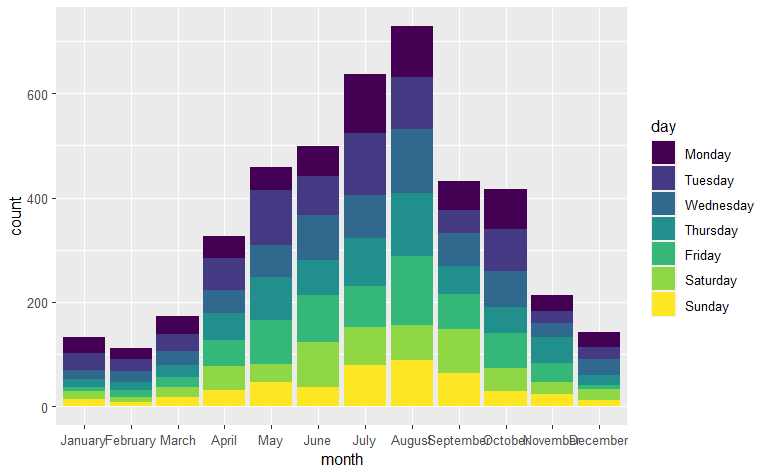 600
400
200
0
count
January February March April May June July August September October November December
month
day
Monday
Tuesday
Wednesday
Thursday
Friday
Saturday
Sunday